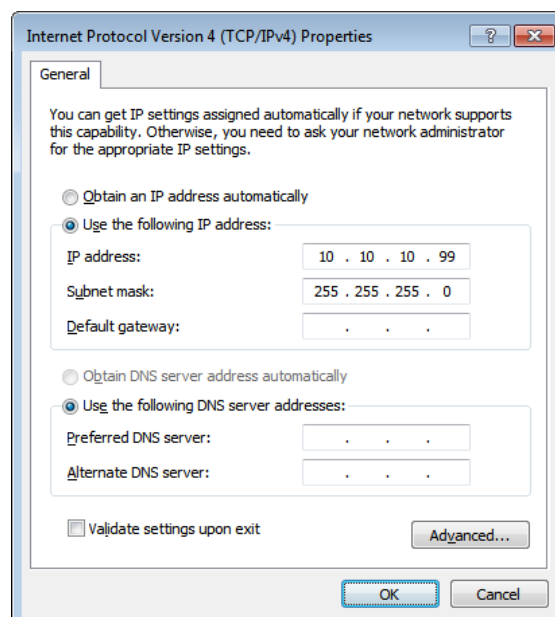 Internet Protocol Version 4 (TCP/IPv4) Properties
General
You can get IP settings assigned automatically if your network supports
this capability. Otherwise, you need to ask your network administrator
for the appropriate IP settings.
Obtain an IP address automatically
Use the following IP address:
IP address: 10 . 10 . 10 . 99
Subnet mask: 255 . 255 . 255 . 0
Default gateway: . . .
Obtain DNS server address automatically
Use the following DNS server addresses:
Preferred DNS server: . . .
Alternate DNS server: . . .
Validate settings upon exit
Advanced...
OK Cancel